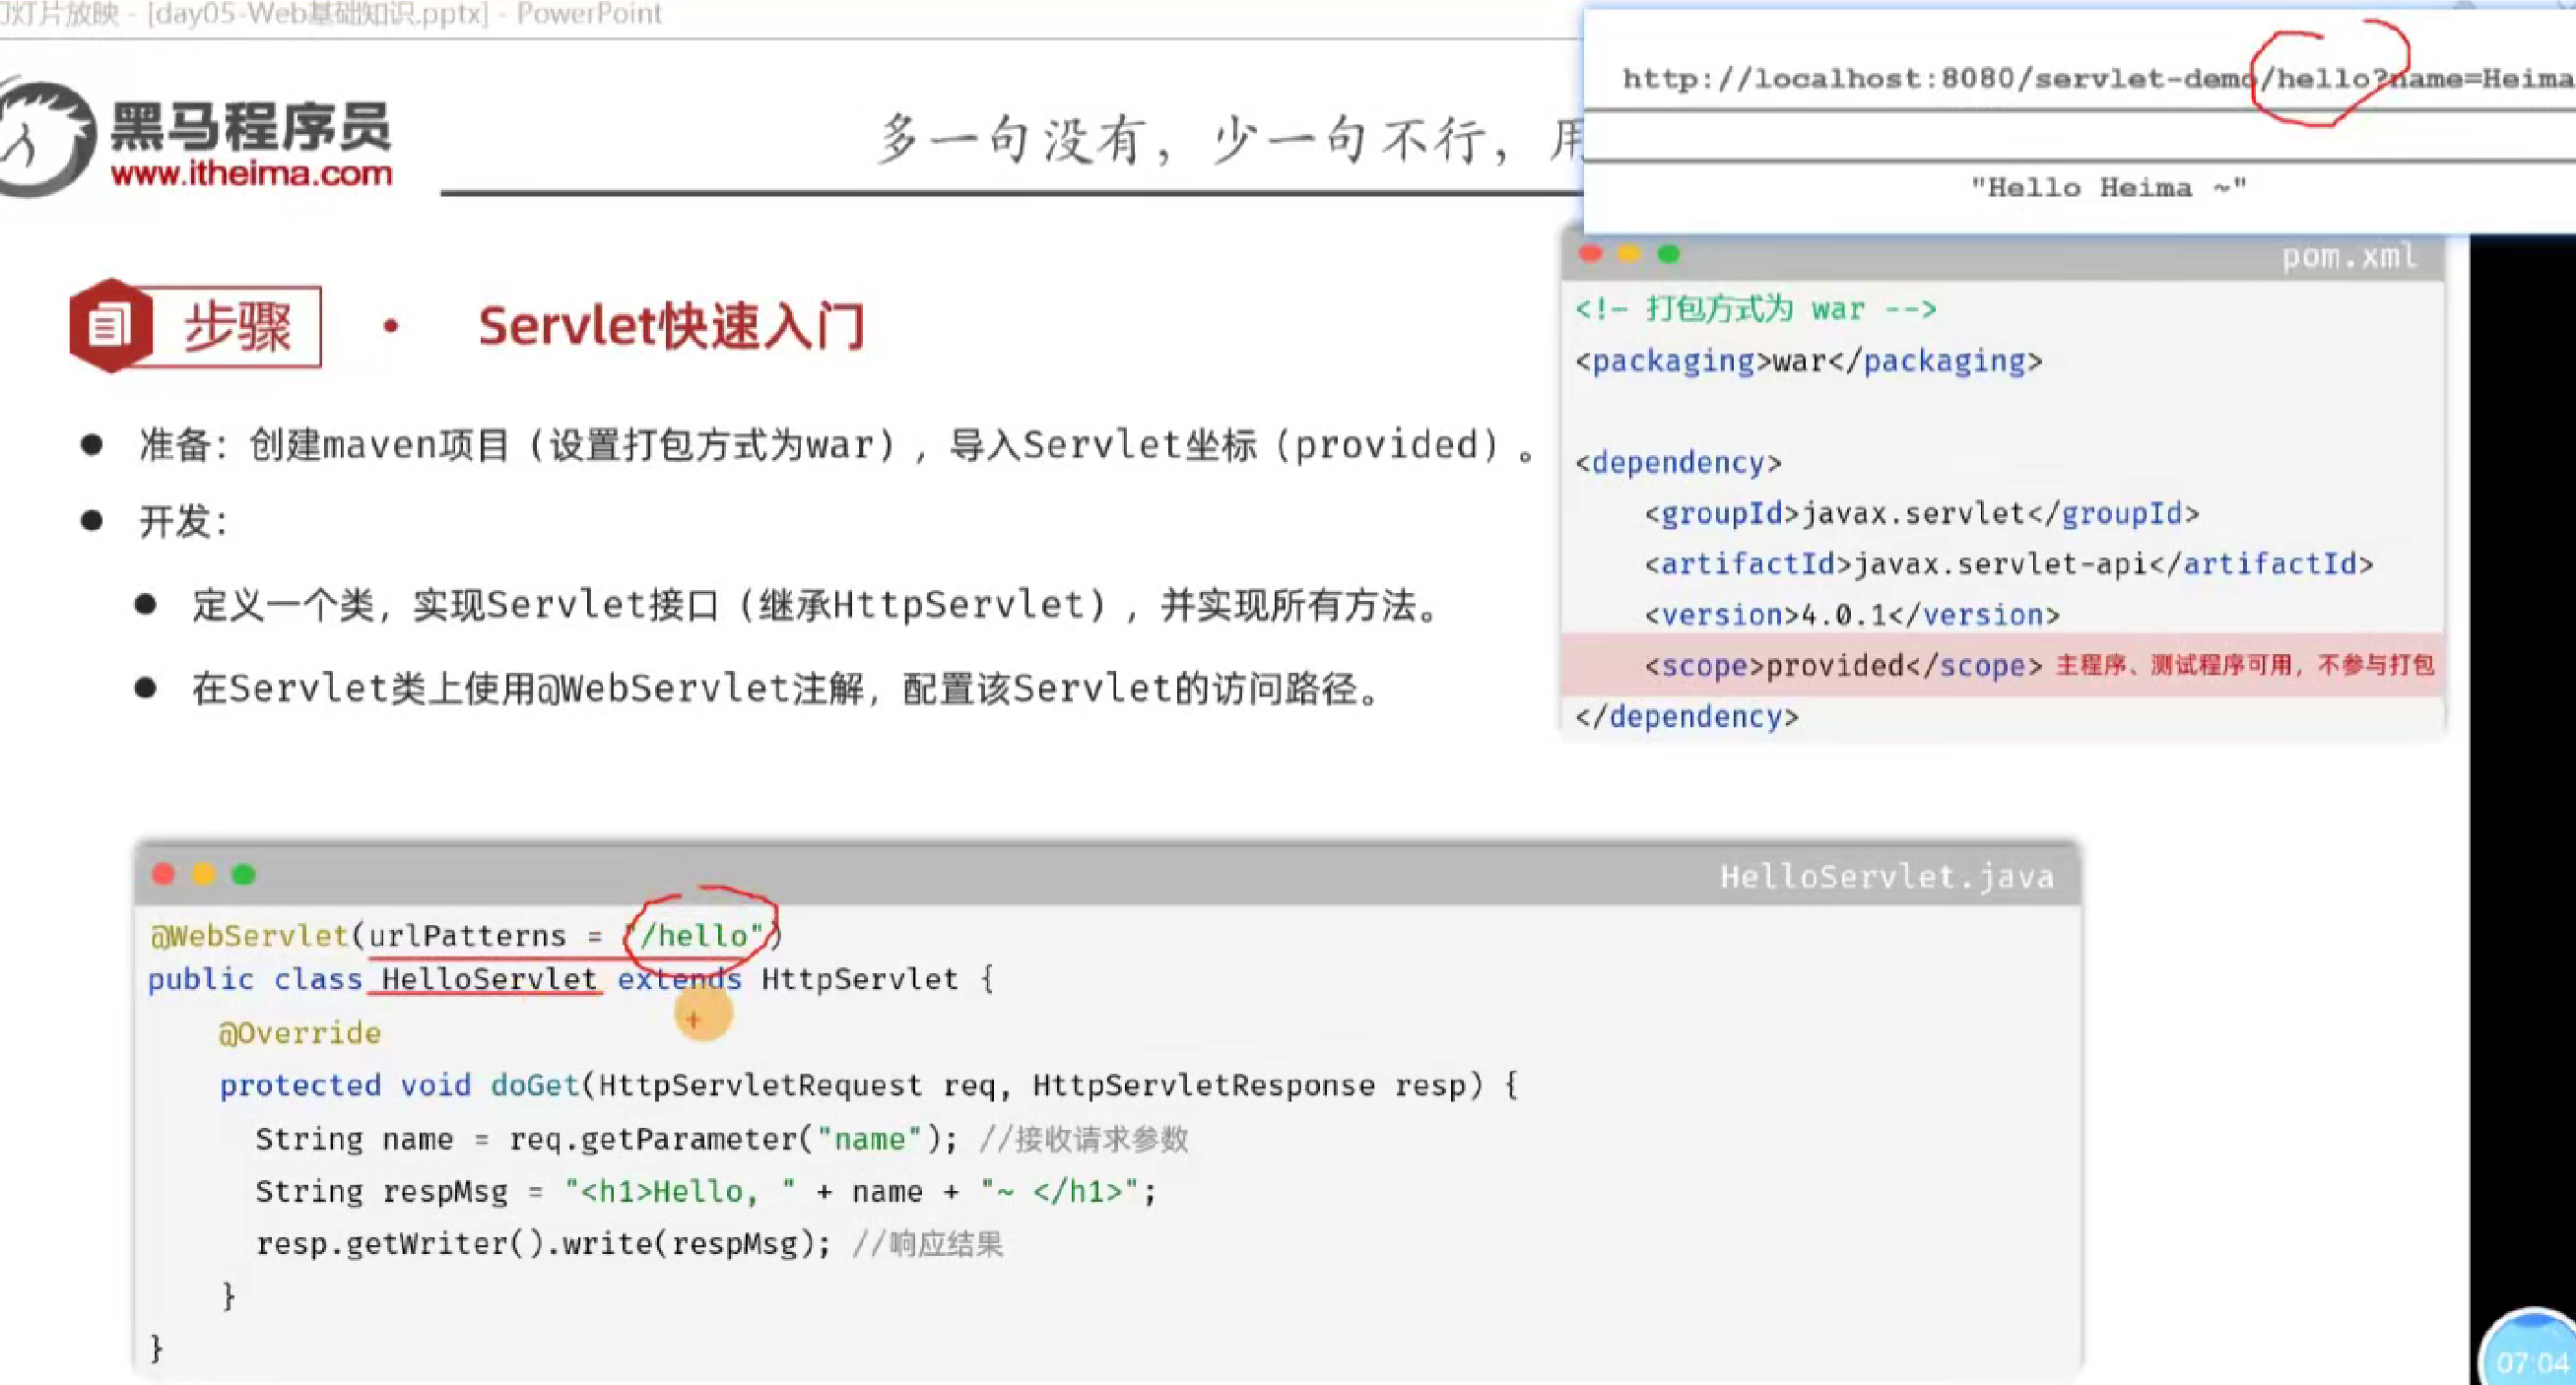 灯片放映 - [day05-Web基础知识.pptx] - PowerPoint
黑马程序员
www.itheima.com
多一句没有，少一句不行，用
http://localhost:8080/servlet-demo/hello?name=Heima
"Hello Heima ~"
步骤
• Servlet快速入门
● 准备：创建maven项目（设置打包方式为war），导入Servlet坐标（provided）。
● 开发：
● 定义一个类，实现Servlet接口（继承HttpServlet），并实现所有方法。
● 在Servlet类上使用@WebServlet注解，配置该Servlet的访问路径。
pom.xml
<!— 打包方式为 war -->
<packaging>war</packaging>
<dependency>
<groupId>javax.servlet</groupId>
<artifactId>javax.servlet-api</artifactId>
<version>4.0.1</version>
<scope>provided</scope> 主程序、测试程序可用，不参与打包
</dependency>
HelloServlet.java
@WebServlet(urlPatterns = "/hello")
public class HelloServlet extends HttpServlet {
@Override
protected void doGet(HttpServletRequest req, HttpServletResponse resp) {
String name = req.getParameter("name"); //接收请求参数
String respMsg = "<h1>Hello, " + name + "~ </h1>";
resp.getWriter().write(respMsg); //响应结果
}
}
07:04